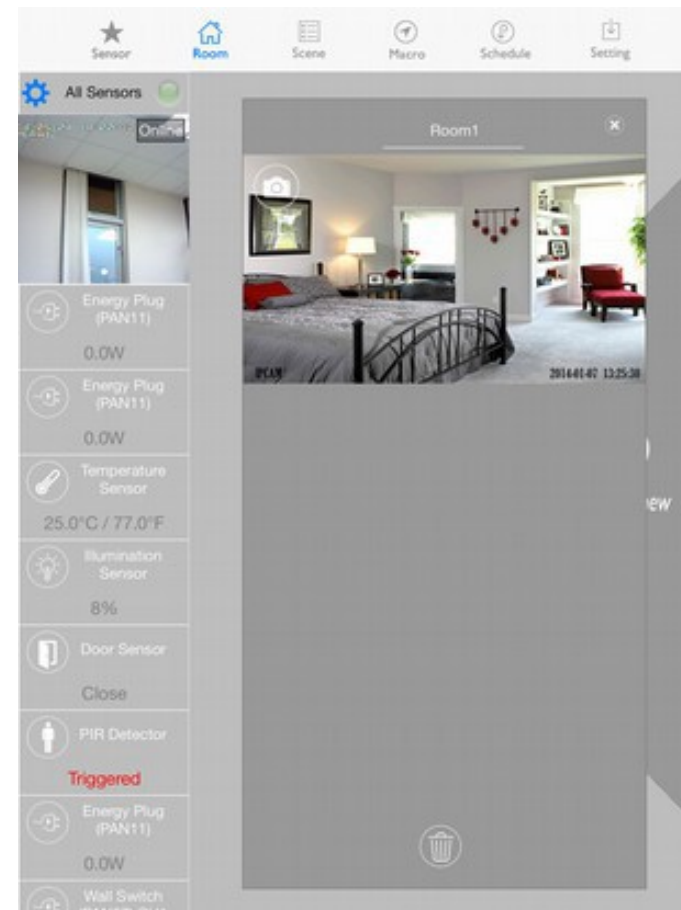 Sensor
Room
Scene
Macro
Schedule
Setting
All Sensors
Online
Energy Plug
(PAN11)
0.0W
Energy Plug
(PAN11)
0.0W
Temperature
Sensor
25.0°C / 77.0°F
Illumination
Sensor
8%
Door Sensor
Close
PIR Detector
Triggered
Energy Plug
(PAN11)
0.0W
Wall Switch
Room1
IPCAM
2014-01-07 13:25:30
ew